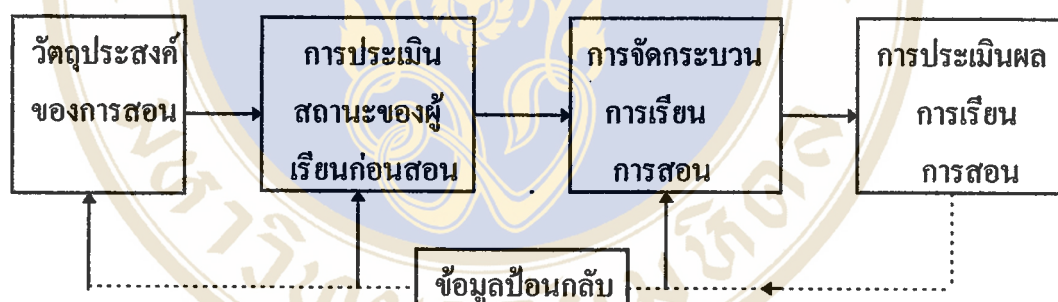 วัตถุประสงค์
ของการสอน
การประเมิน
สถานะของผู้
เรียนก่อนสอน
การจัดกระบวน
การเรียน
การสอน
การประเมินผล
การเรียน
การสอน
ข้อมูลป้อนกลับ